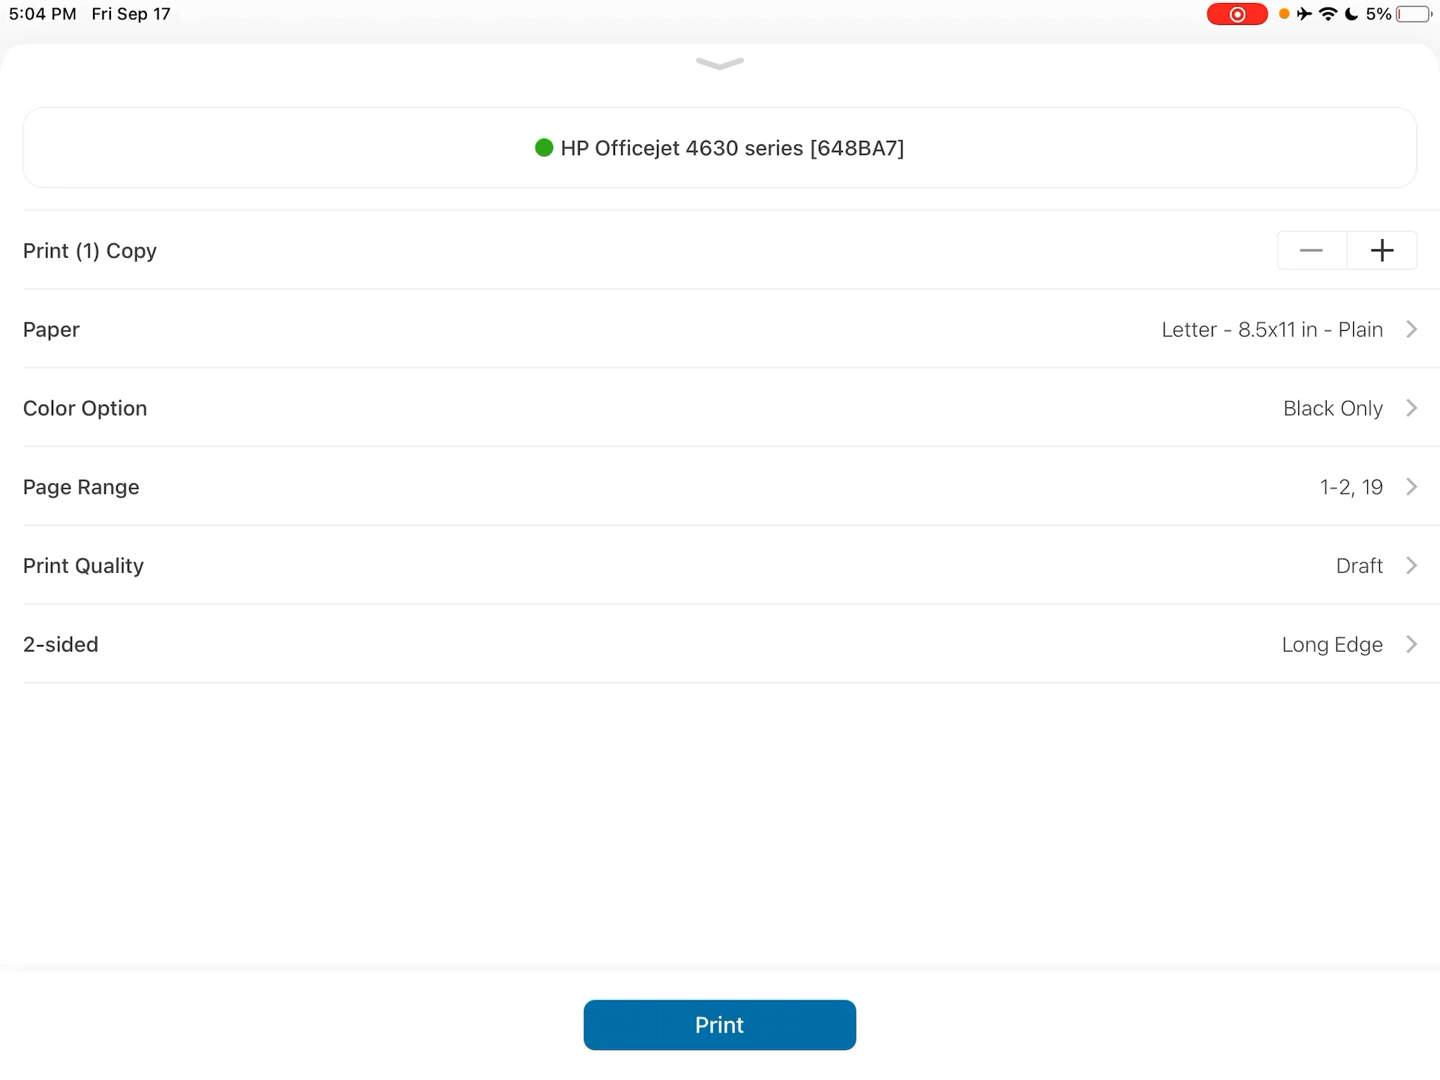 5:04 PM Fri Sep 17 5%
HP Officejet 4630 series [648BA7]
Print (1) Copy
Paper Letter - 8.5x11 in - Plain
Color Option Black Only
Page Range 1-2, 19
Print Quality Draft
2-sided Long Edge
Print